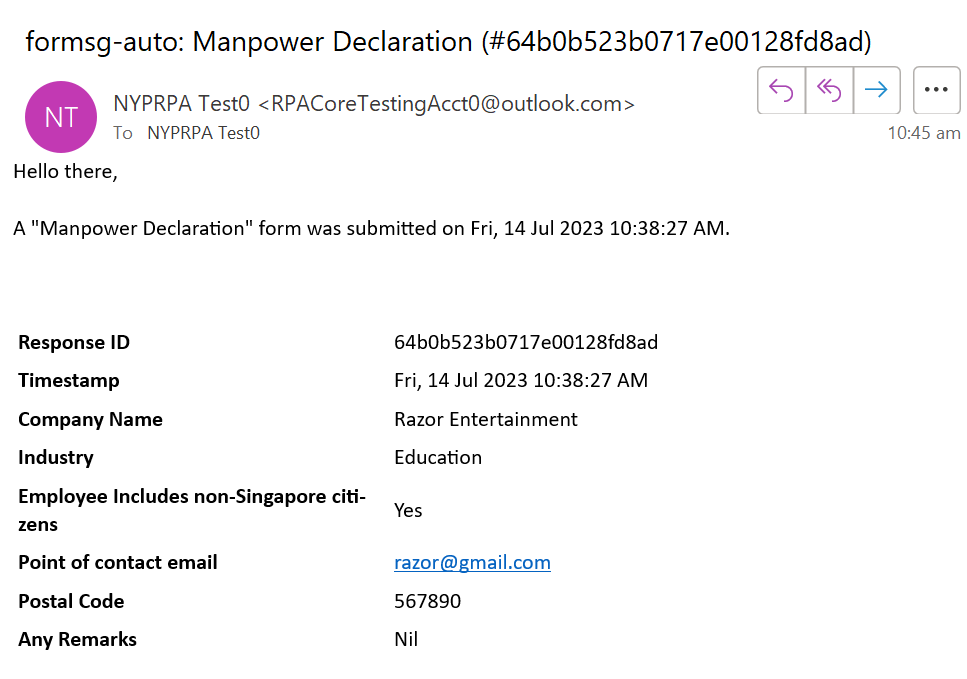 formsg-auto: Manpower Declaration (#64b0b523b0717e00128fd8ad)
NT
NYPRPA Test0 <RPACoreTestingAcct0@outlook.com>
To NYPRPA Test0
10:45 am
Hello there,
A "Manpower Declaration" form was submitted on Fri, 14 Jul 2023 10:38:27 AM.
Response ID 64b0b523b0717e00128fd8ad
Timestamp Fri, 14 Jul 2023 10:38:27 AM
Company Name Razor Entertainment
Industry Education
Employee Includes non-Singapore citi-
zens Yes
Point of contact email razor@gmail.com
Postal Code 567890
Any Remarks Nil